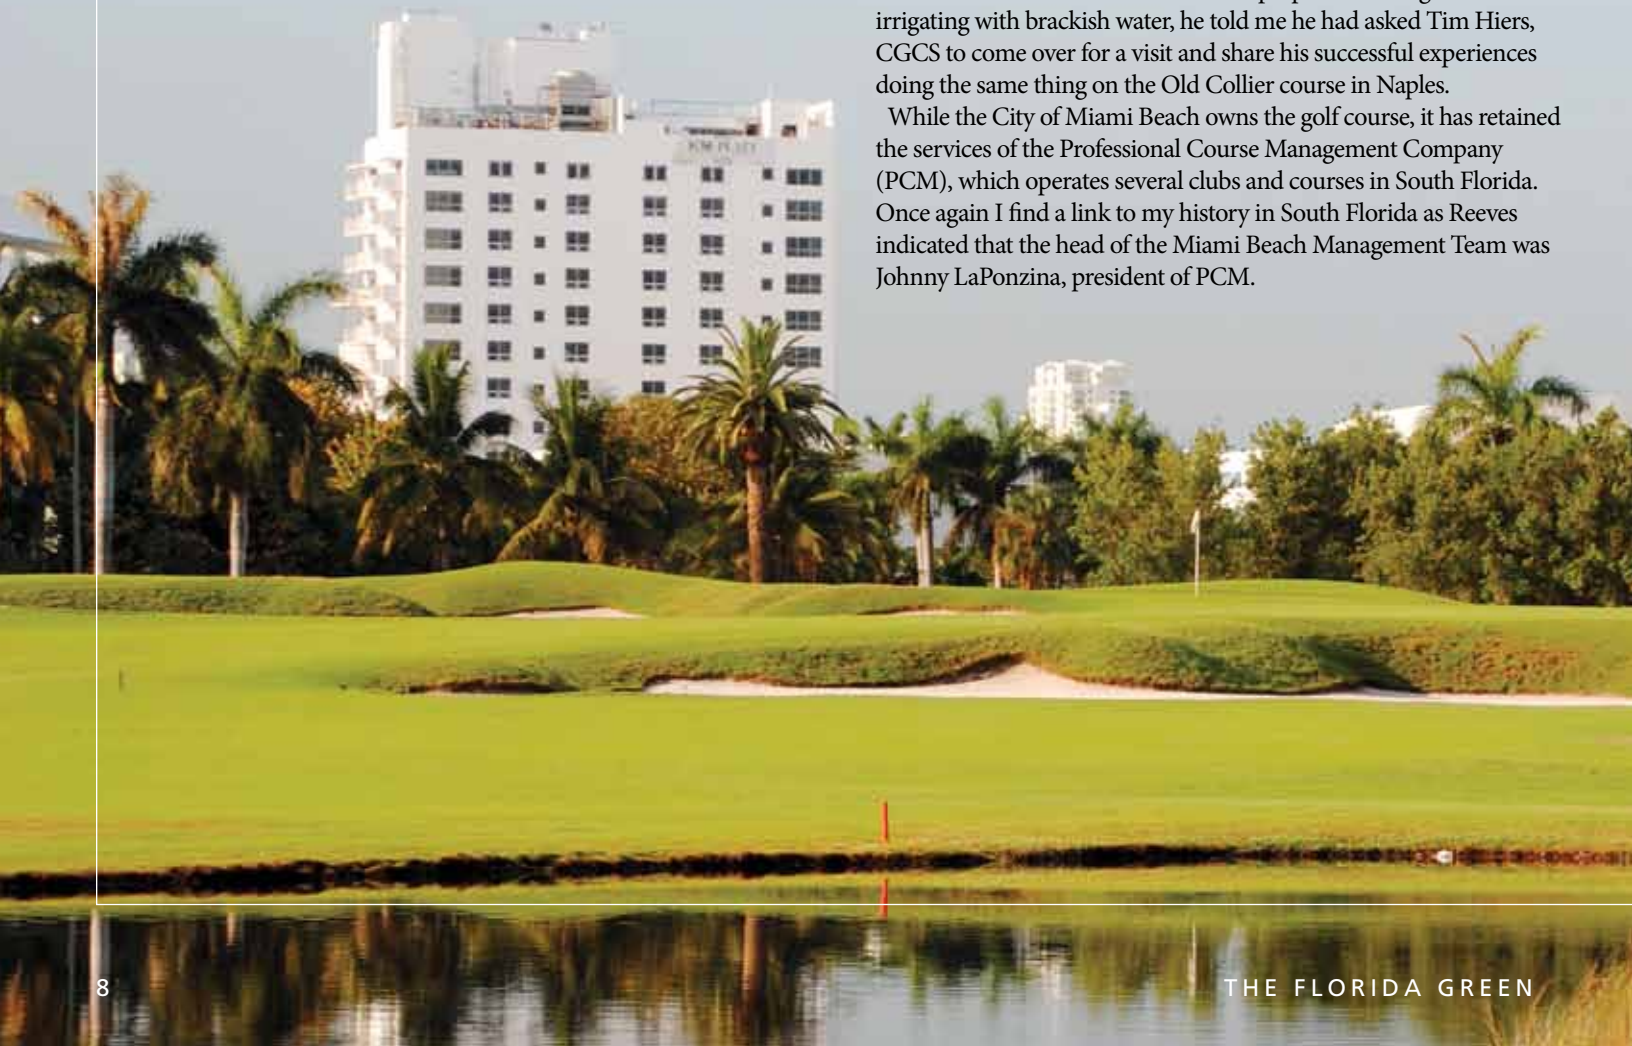 irrigating with brackish water, he told me he had asked Tim Hiers,
CGCS to come over for a visit and share his successful experiences
doing the same thing on the Old Collier course in Naples.
While the City of Miami Beach owns the golf course, it has retained
the services of the Professional Course Management Company
(PCM), which operates several clubs and courses in South Florida.
Once again I find a link to my history in South Florida as Reeves
indicated that the head of the Miami Beach Management Team was
Johnny LaPonzina, president of PCM.
8
THE FLORIDA GREEN